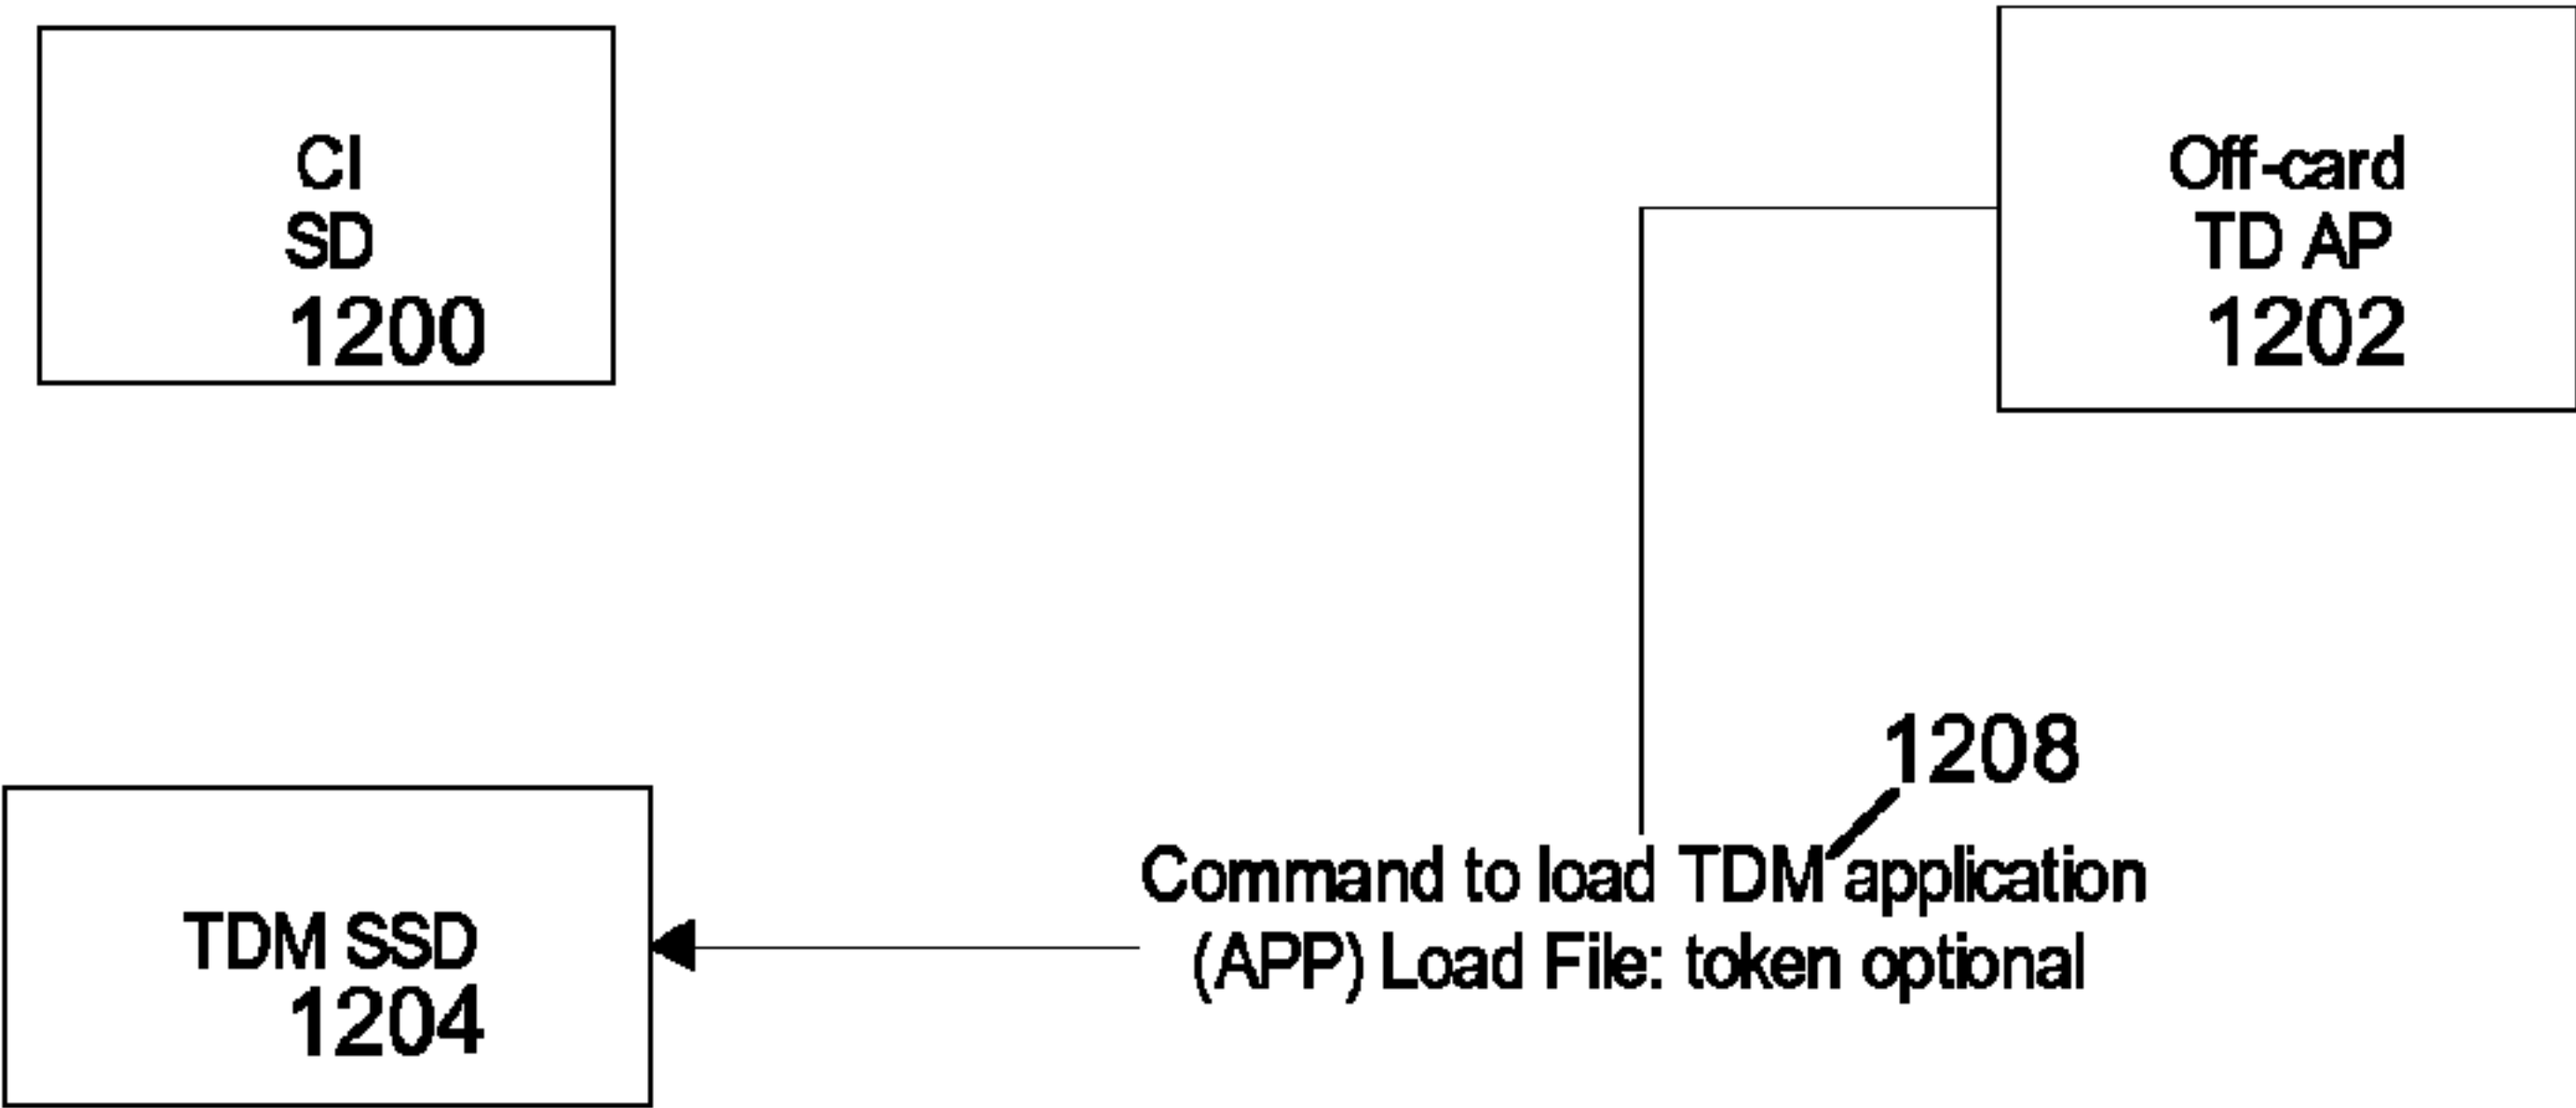 CI
SD
1200
Off-card
TD AP
1202
1208
Command to load TDM application
(APP) Load File: token optional
TDM SSD
1204